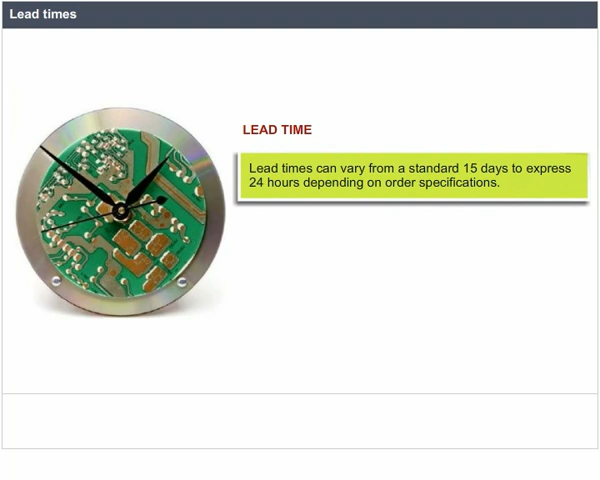 Lead times
LEAD TIME
Lead times can vary from a standard 15 days to express
24 hours depending on order specifications.